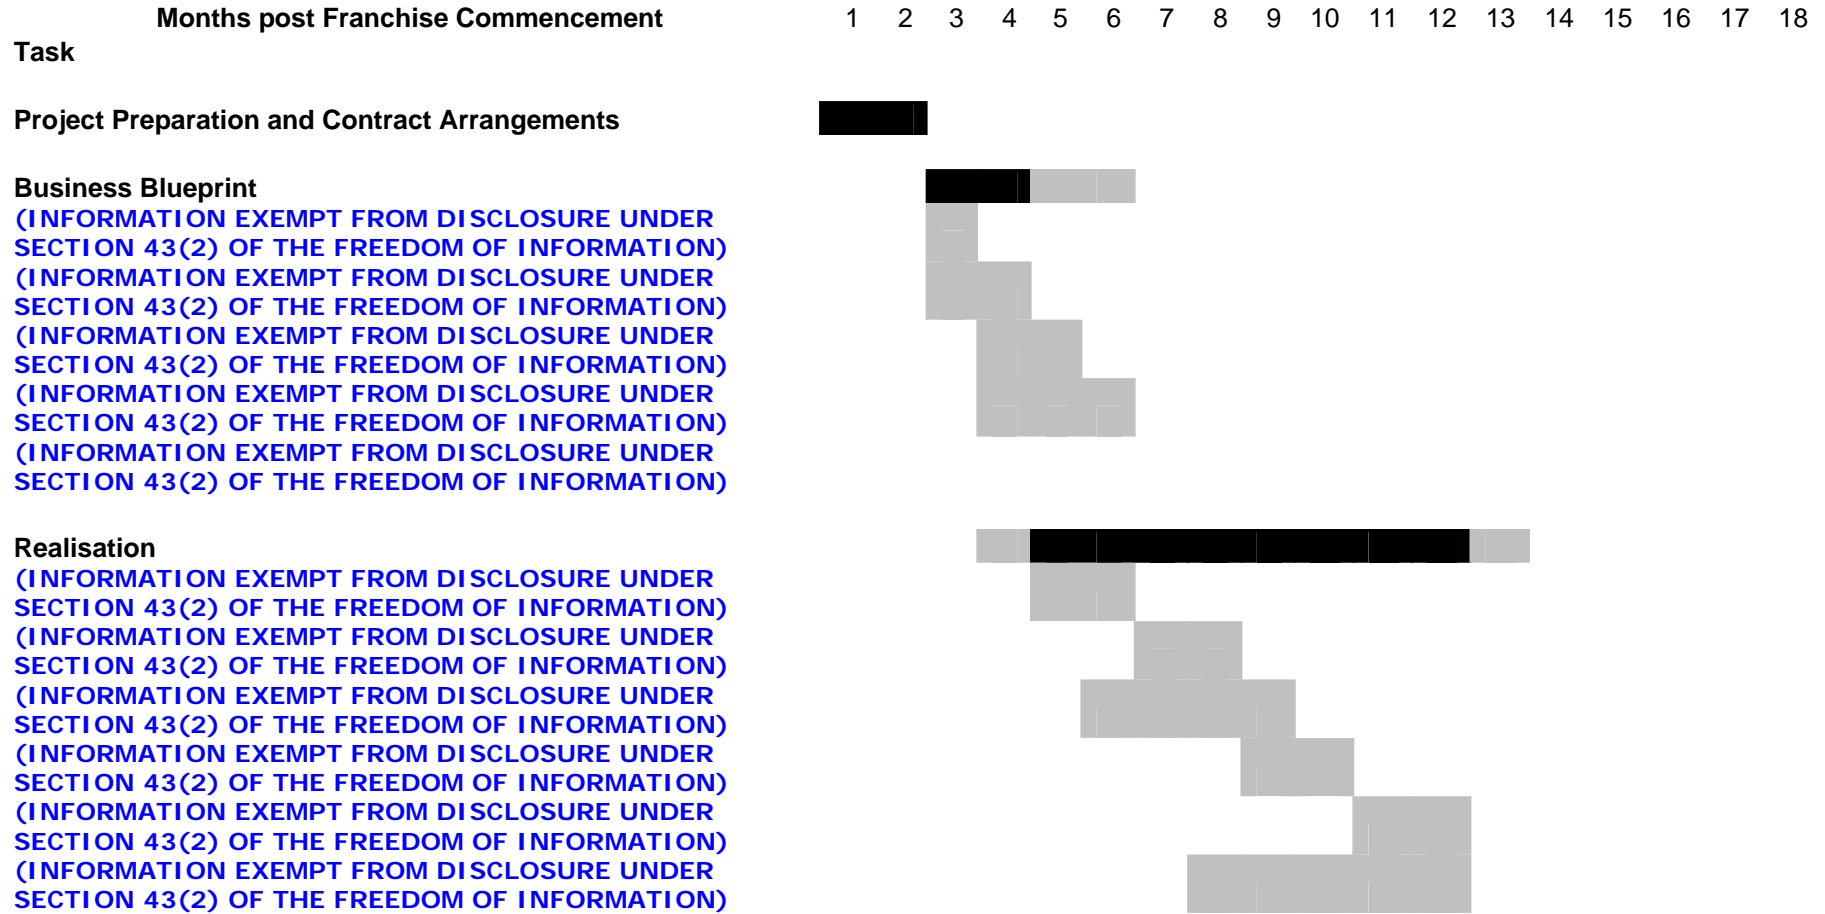 Months post Franchise Commencement 1 2 3 4 5 6 7 8 9 10 11 12 13 14 15 16 17 18
Task
Project Preparation and Contract Arrangements
Business Blueprint
(INFORMATION EXEMPT FROM DISCLOSURE UNDER
SECTION 43(2) OF THE FREEDOM OF INFORMATION)
(INFORMATION EXEMPT FROM DISCLOSURE UNDER
SECTION 43(2) OF THE FREEDOM OF INFORMATION)
(INFORMATION EXEMPT FROM DISCLOSURE UNDER
SECTION 43(2) OF THE FREEDOM OF INFORMATION)
(INFORMATION EXEMPT FROM DISCLOSURE UNDER
SECTION 43(2) OF THE FREEDOM OF INFORMATION)
(INFORMATION EXEMPT FROM DISCLOSURE UNDER
SECTION 43(2) OF THE FREEDOM OF INFORMATION)
Realisation
(INFORMATION EXEMPT FROM DISCLOSURE UNDER
SECTION 43(2) OF THE FREEDOM OF INFORMATION)
(INFORMATION EXEMPT FROM DISCLOSURE UNDER
SECTION 43(2) OF THE FREEDOM OF INFORMATION)
(INFORMATION EXEMPT FROM DISCLOSURE UNDER
SECTION 43(2) OF THE FREEDOM OF INFORMATION)
(INFORMATION EXEMPT FROM DISCLOSURE UNDER
SECTION 43(2) OF THE FREEDOM OF INFORMATION)
(INFORMATION EXEMPT FROM DISCLOSURE UNDER
SECTION 43(2) OF THE FREEDOM OF INFORMATION)
(INFORMATION EXEMPT FROM DISCLOSURE UNDER
SECTION 43(2) OF THE FREEDOM OF INFORMATION)